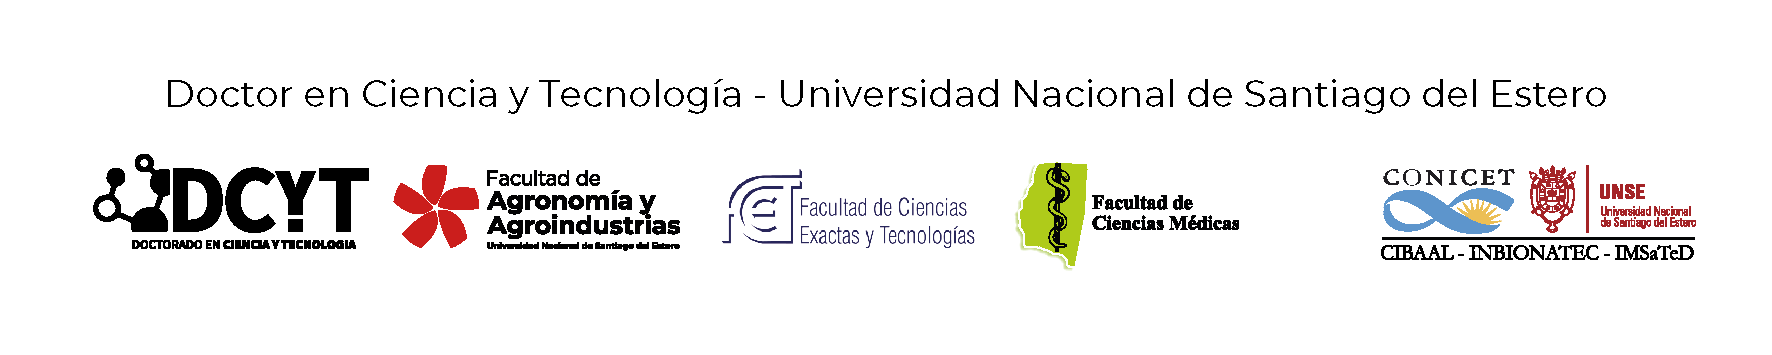 Doctor en Ciencia y Tecnología - Universidad Nacional de Santiago del Estero
DCYT
DOCTORADO EN CIENCIA Y TECNOLOGIA
Facultad de
Agronomía y
Agroindustrias
Universidad Nacional de Santiago del Estero
Facultad de Ciencias
Exactas y Tecnologías
Facultad de
Ciencias Médicas
CONICET
UNSE
Universidad Nacional
de Santiago del Estero
CIBAAL - INBIONATEC - IMSaTeD